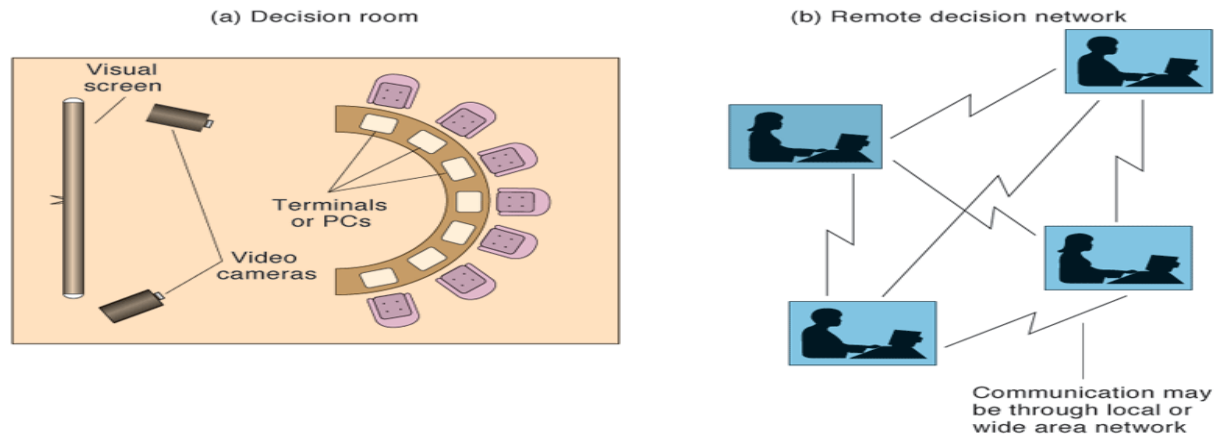 (a) Decision room
Visual
screen
Terminals
or PCs
Video
cameras
(b) Remote decision network
Communication may
be through local or
wide area network